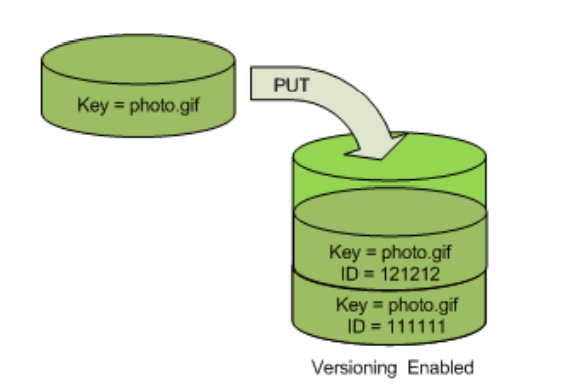 Key = photo.gif
PUT
Key = photo.gif
ID = 121212
Key = photo.gif
ID = 111111
Versioning Enabled